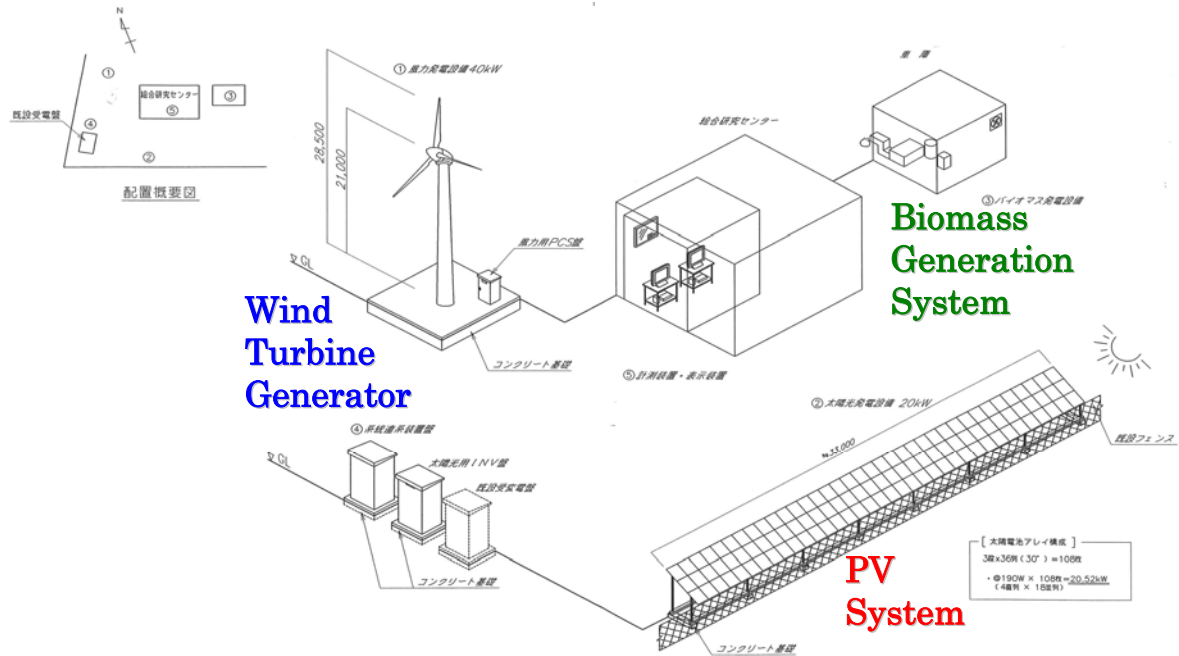 N
①
総合研究センター
⑤
③
既設受電盤
④
②
配置概要図
①風力発電設備40kW
28,500
21,000
風力用PCS盤
GL
コンクリート基礎
Wind
Turbine
Generator
総合研究センター
⑤計測装置・表示装置
③バイオマス発電設備
Biomass
Generation
System
②太陽光発電設備 20kW
≒33,000
既設フェンス
④系統連系装置盤
GL
太陽光用INV盤
既設受変電盤
コンクリート基礎
PV
System
コンクリート基礎
[ 太陽電池アレイ構成 ]
3段x36列(30°)=108枚
・@190W × 108枚=20.52kW
(4直列 × 18並列)